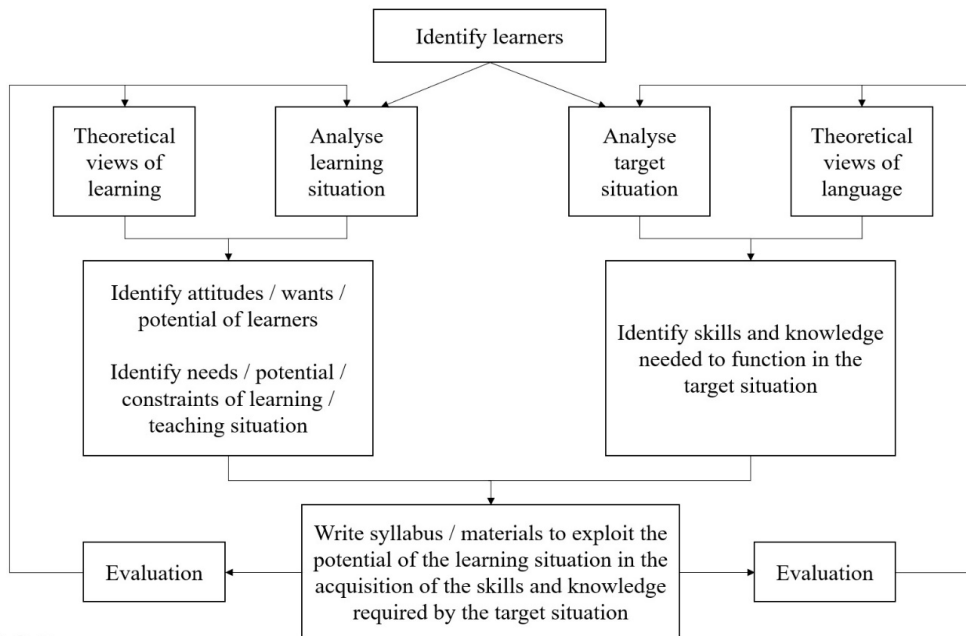 Identify learners
Theoretical
views of
learning
Analyse
learning
situation
Analyse
target
situation
Theoretical
views of
language
Identify attitudes / wants /
potential of learners
Identify needs / potential /
constraints of learning /
teaching situation
Identify skills and knowledge
needed to function in the
target situation
Evaluation
Write syllabus / materials to exploit the
potential of the learning situation in the
acquisition of the skills and knowledge
required by the target situation
Evaluation